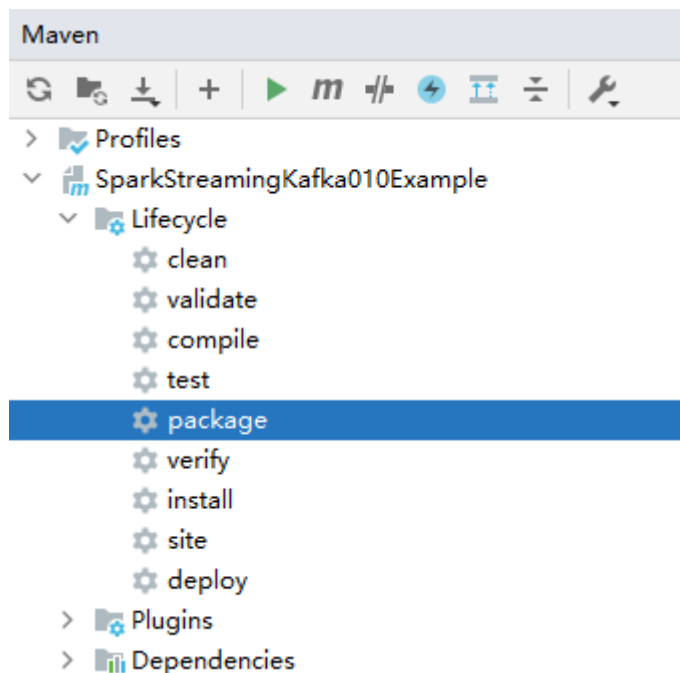 Maven
Profiles
SparkStreamingKafka010Example
Lifecycle
clean
validate
compile
test
package
verify
install
site
deploy
Plugins
Dependencies